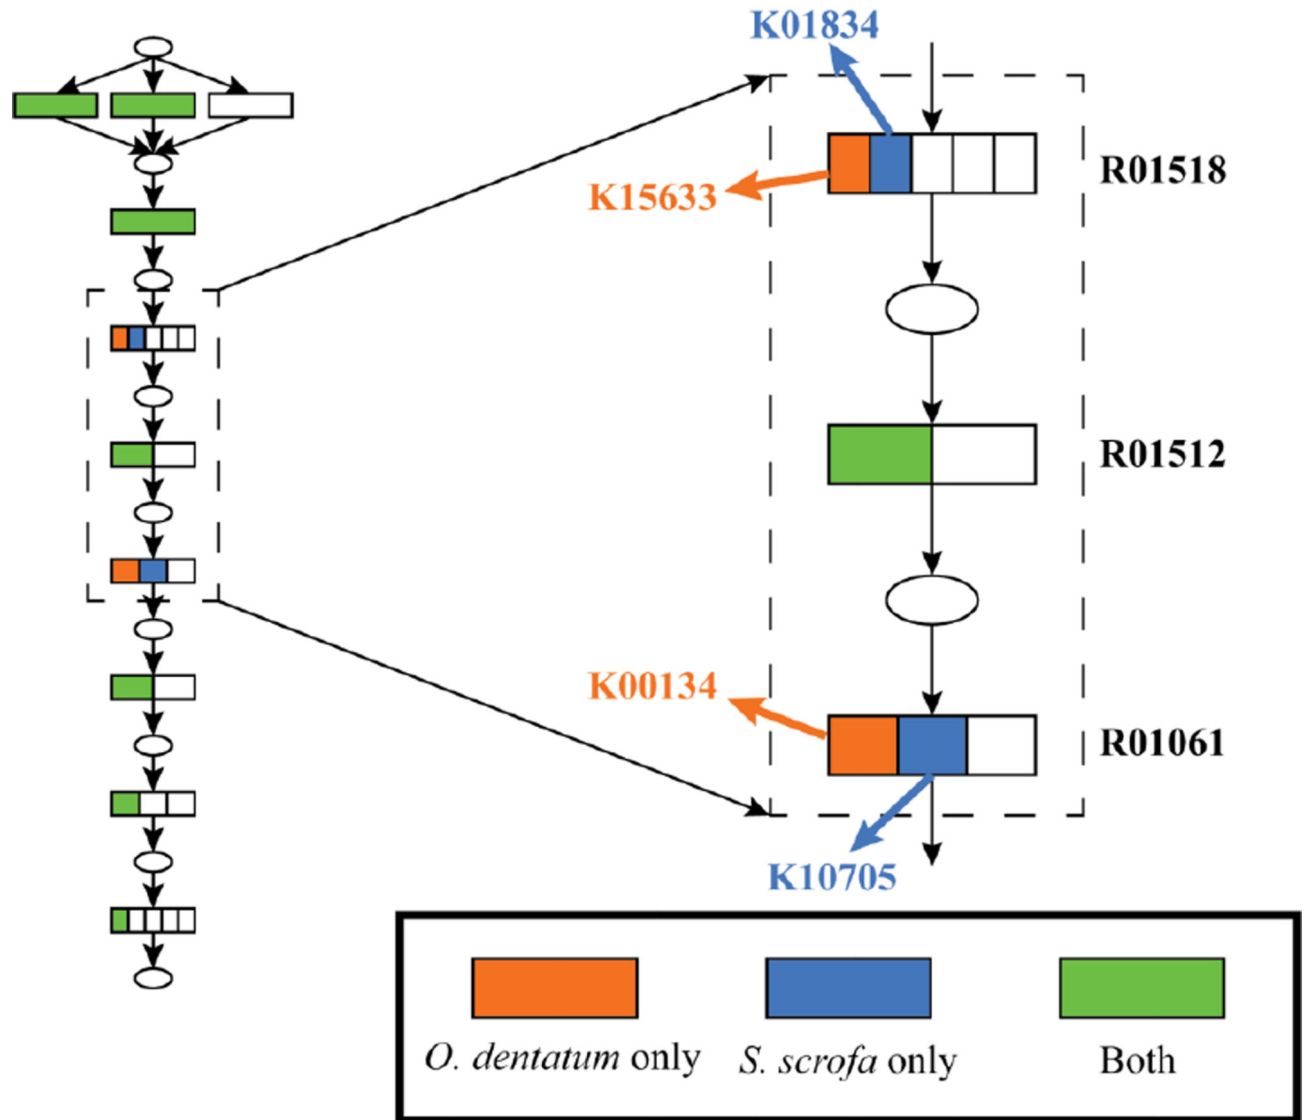 K01834
R01518
K15633
R01512
K00134
R01061
K10705
O. dentatum only
S. scrofa only
Both